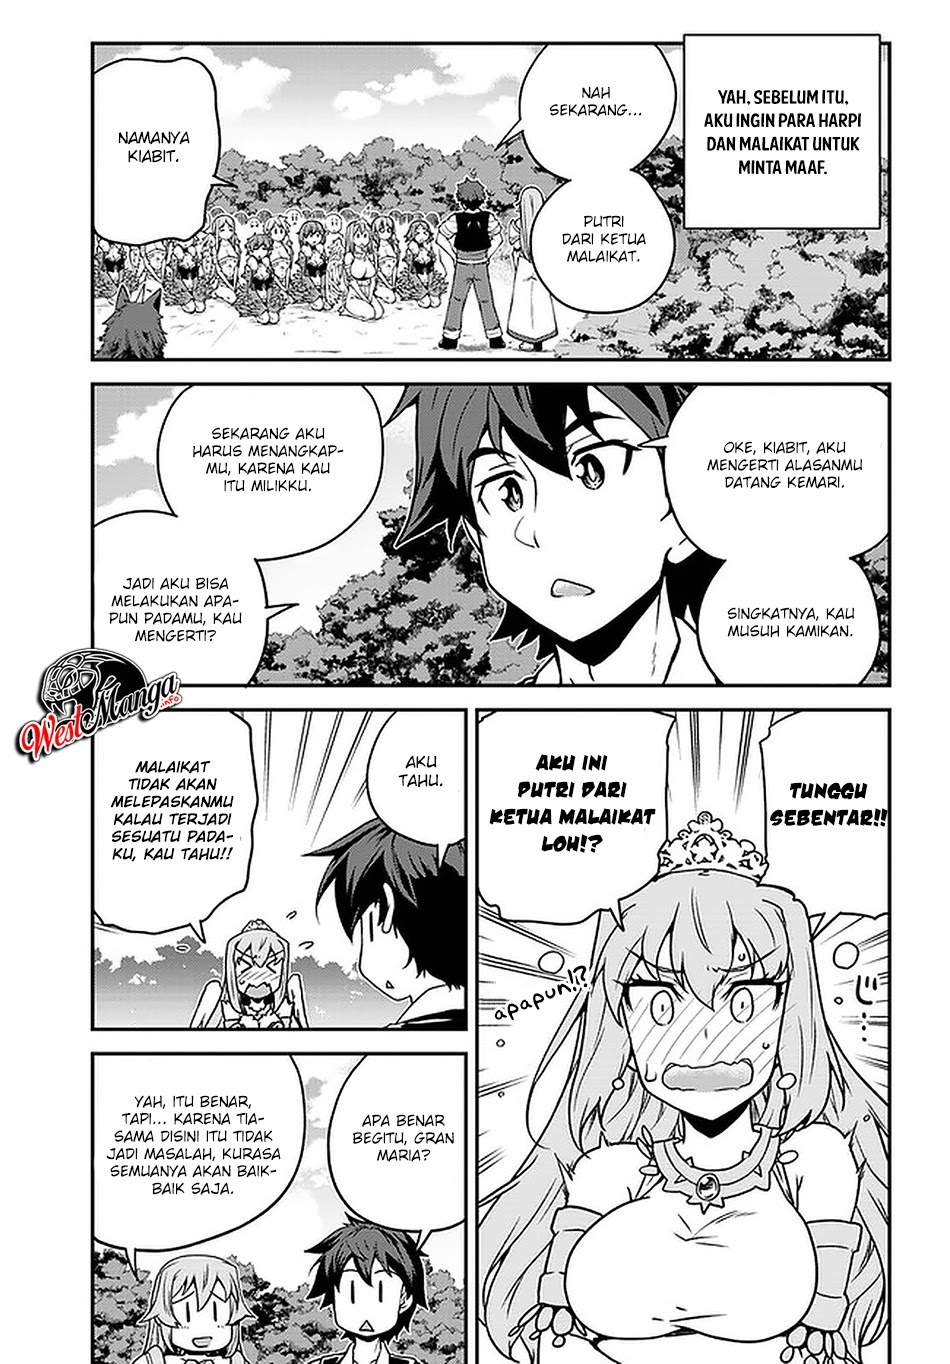 YAH, SEBELUM ITU,
AKU INGIN PARA HARPI
DAN MALAIKAT UNTUK
MINTA MAAF.
NAH
SEKARANG...
PUTRI
DARI KETUA
MALAIKAT.
NAMANYA
KIABIT.
OKE, KIABIT, AKU
MENGERTI ALASANMU
DATANG KEMARI.
SINGKATNYA, KAU
MUSUH KAMIKAN.
SEKARANG AKU
HARUS MENANGKAP-
MU, KARENA KAU
ITU MILIKKU.
JADI AKU BISA
MELAKUKAN APA-
PUN PADAMU, KAU
MENGERTI?
WestManga
.info
TUNGGU
SEBENTAR!!
AKU INI
PUTRI DARI
KETUA MALAIKAT
LOH!?
apapun!?
AKU
TAHU.
MALAIKAT
TIDAK AKAN
MELEPASKANMU
KALAU TERJADI
SESUATU PADA-
KU, KAU TAHU!!
APA BENAR
BEGITU, GRAN
MARIA?
YAH, ITU BENAR,
TAPI... KARENA TIA-
SAMA DISINI ITU TIDAK
JADI MASALAH, KURASA
SEMUANYA AKAN BAIK-
BAIK SAJA.